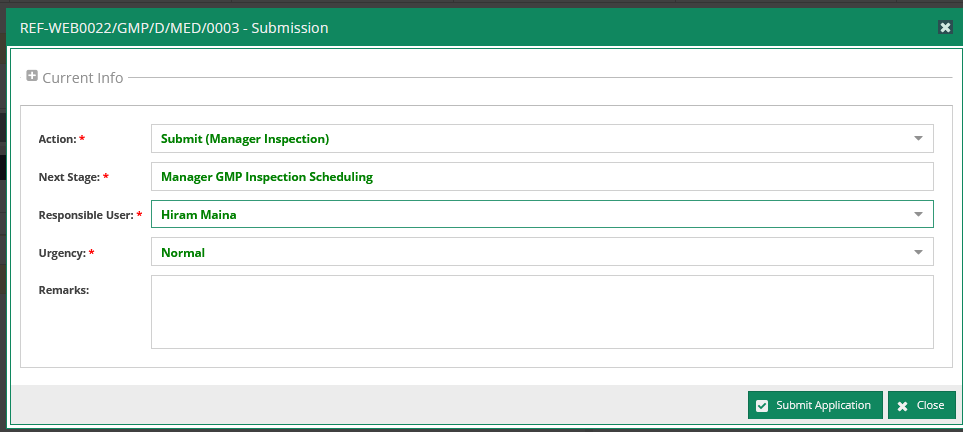 REF-WEB0022/GMP/D/MED/0003 - Submission
Current Info
Action: * Submit (Manager Inspection)
Next Stage: * Manager GMP Inspection Scheduling
Responsible User: * Hiram Maina
Urgency: * Normal
Remarks:
Submit Application Close